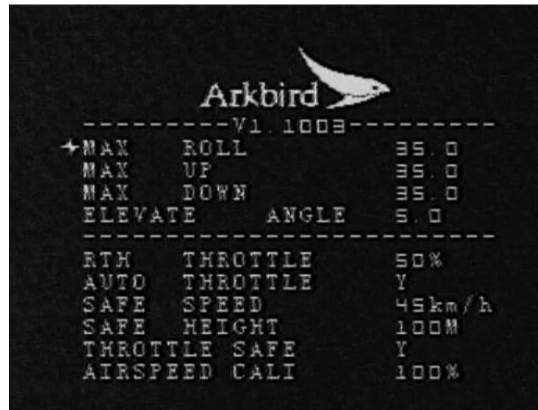 Arkbird
---------V1.1003---------
MAX ROLL 35.0
MAX UP 35.0
MAX DOWN 35.0
ELEVATE ANGLE 5.0
-------------------------
RTH THROTTLE 50%
AUTO THROTTLE Y
SAFE SPEED 45km/h
SAFE HEIGHT 100M
THROTTLE SAFE Y
AIRSPEED CALI 100%